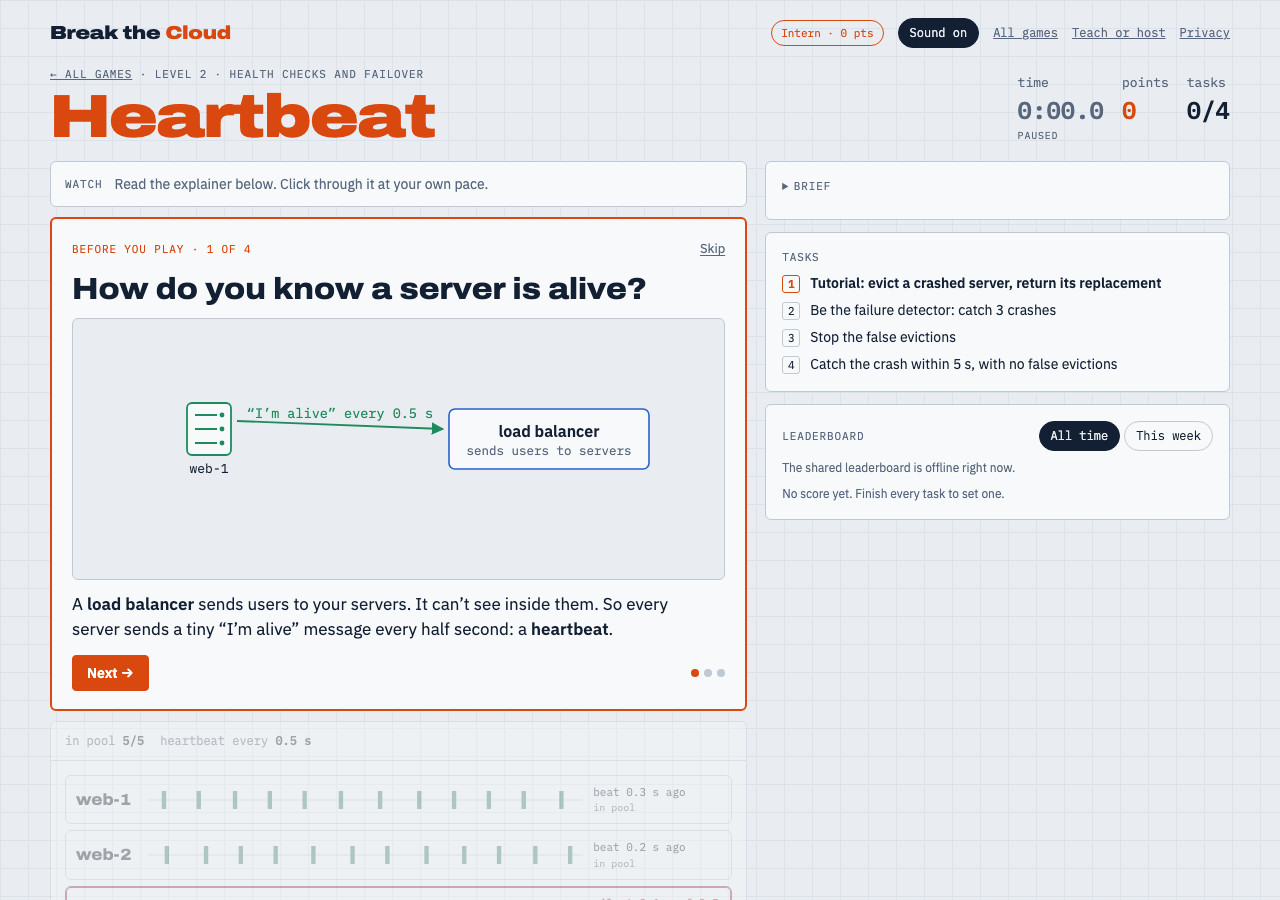 Break the Cloud
Intern · 0 pts
Sound on
All games
Teach or host
Privacy
← ALL GAMES · LEVEL 2 · HEALTH CHECKS AND FAILOVER
Heartbeat
time
0:00.0
PAUSED
points
0
tasks
0/4
WATCH Read the explainer below. Click through it at your own pace.
BEFORE YOU PLAY · 1 OF 4
Skip
How do you know a server is alive?
“I’m alive” every 0.5 s
web-1
load balancer
sends users to servers
A load balancer sends users to your servers. It can’t see inside them. So every
server sends a tiny “I’m alive” message every half second: a heartbeat.
Next →
in pool 5/5 heartbeat every 0.5 s
web-1
beat 0.3 s ago
in pool
web-2
beat 0.2 s ago
in pool
BRIEF
TASKS
1 Tutorial: evict a crashed server, return its replacement
2 Be the failure detector: catch 3 crashes
3 Stop the false evictions
4 Catch the crash within 5 s, with no false evictions
LEADERBOARD
All time
This week
The shared leaderboard is offline right now.
No score yet. Finish every task to set one.